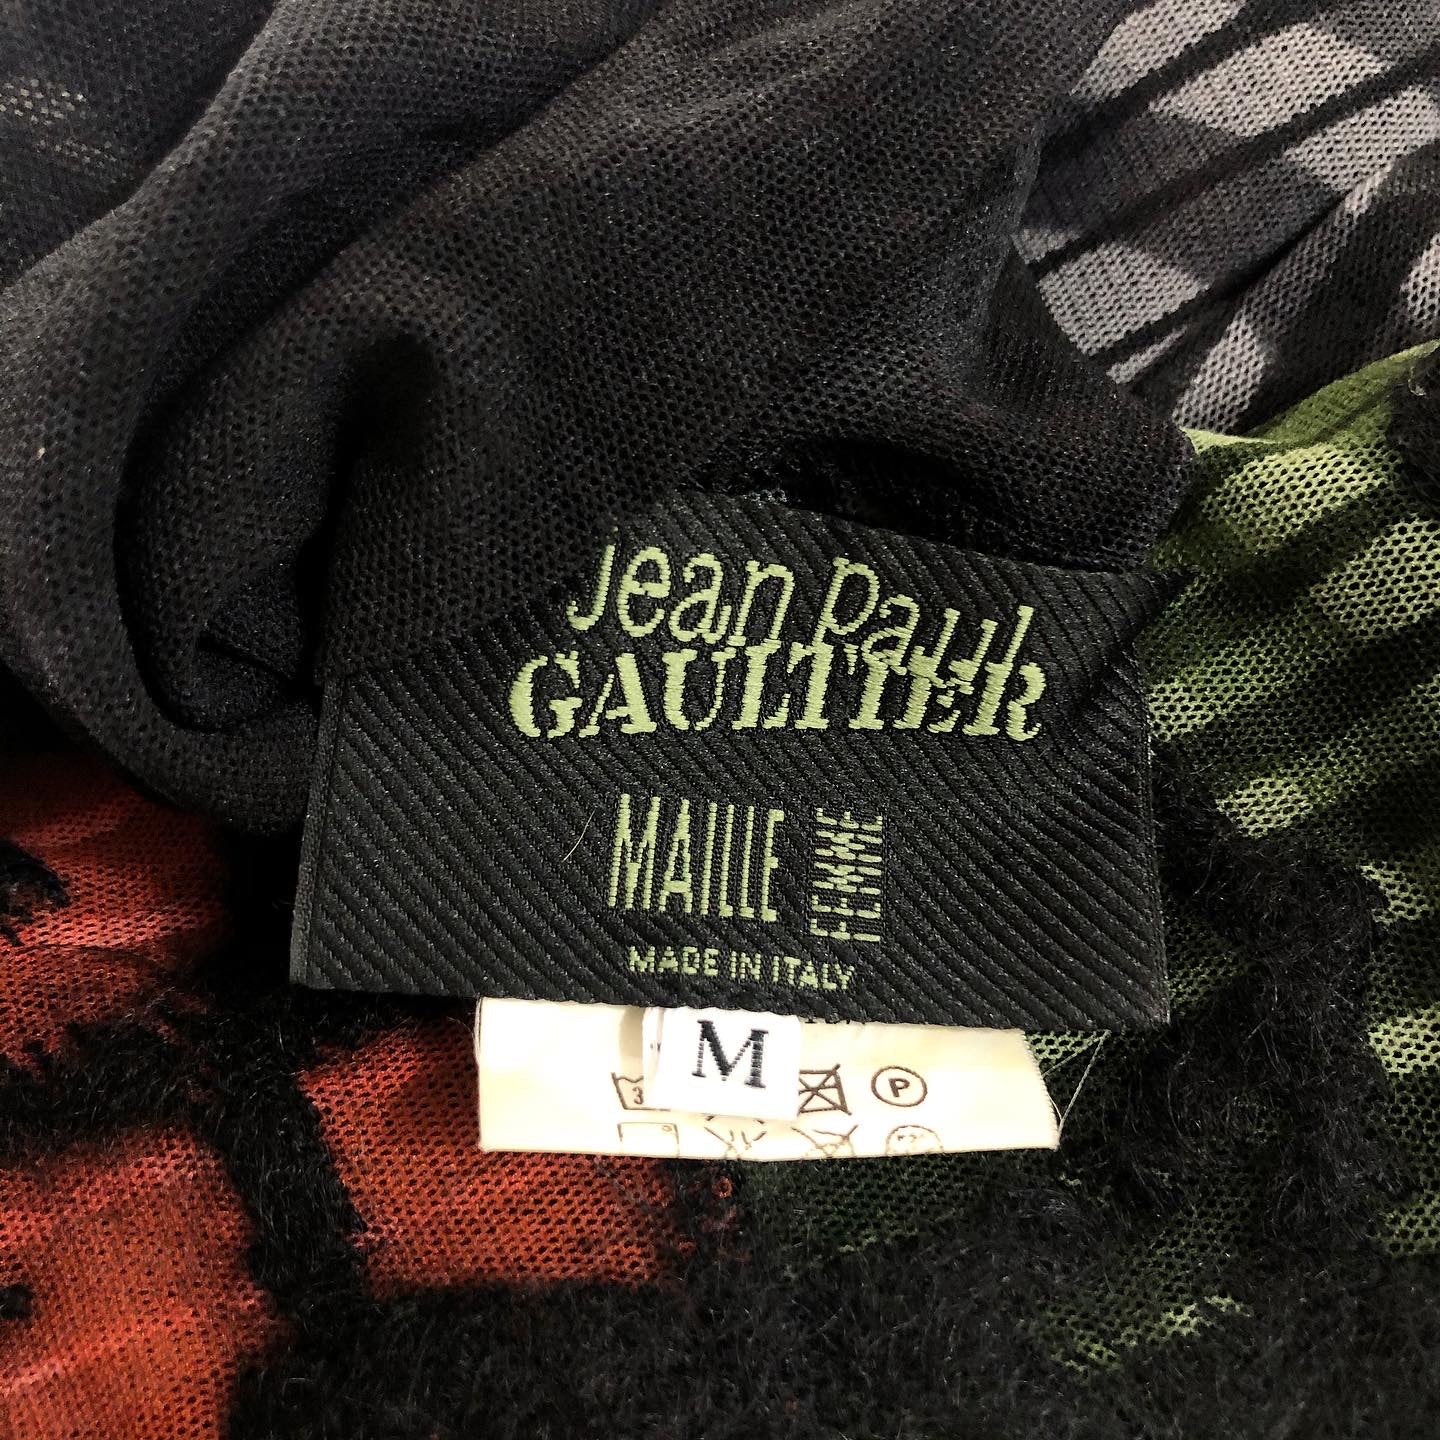 Jean Paul
GAULTIER
MAILLE FEMME
MADE IN ITALY
M
P